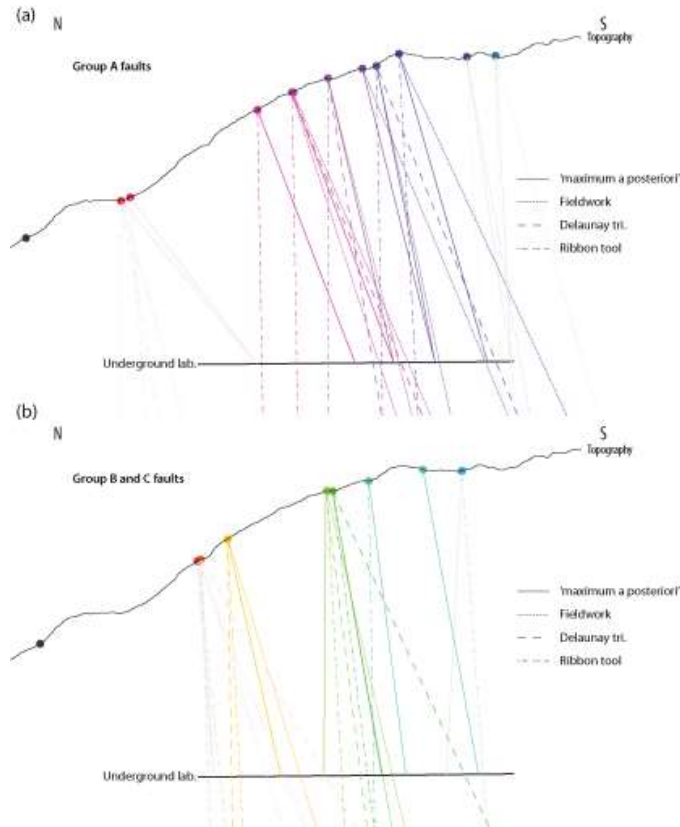 (a)
N
S
Topography
Group A faults
'maximum a posteriori'
Fieldwork
Delaunay tri.
Ribbon tool
Underground lab.
(b)
N
S
Topography
Group B and C faults
'maximum a posteriori'
Fieldwork
Delaunay tri.
Ribbon tool
Underground lab.